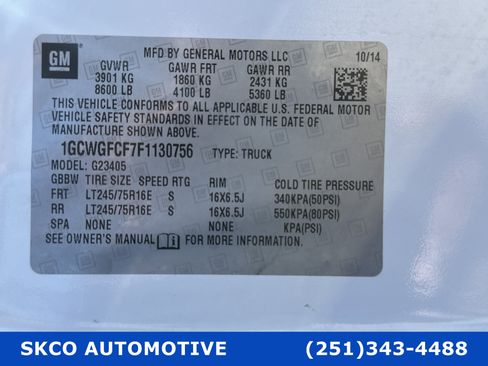 GM
MFD BY GENERAL MOTORS LLC 10/14
GVWR GAWR FRT GAWR RR
3901 KG 1860 KG 2431 KG
8600 LB 4100 LB 5360 LB
THIS VEHICLE CONFORMS TO ALL APPLICABLE U.S. FEDERAL MOTOR
VEHICLE SAFETY STANDARDS IN EFFECT ON THE DATE OF
MANUFACTURE SHOWN ABOVE.
1GCWGFCF7F1130756 TYPE: TRUCK
MODEL: G23405
GBBW TIRE SIZE SPEED RTG RIM COLD TIRE PRESSURE
FRT LT245/75R16E S 16X6.5J 340KPA(50PSI)
RR LT245/75R16E S 16X6.5J 550KPA(80PSI)
SPA NONE NONE KPA(PSI)
SEE OWNER'S MANUAL FOR MORE INFORMATION.
SKCO AUTOMOTIVE (251)343-4488